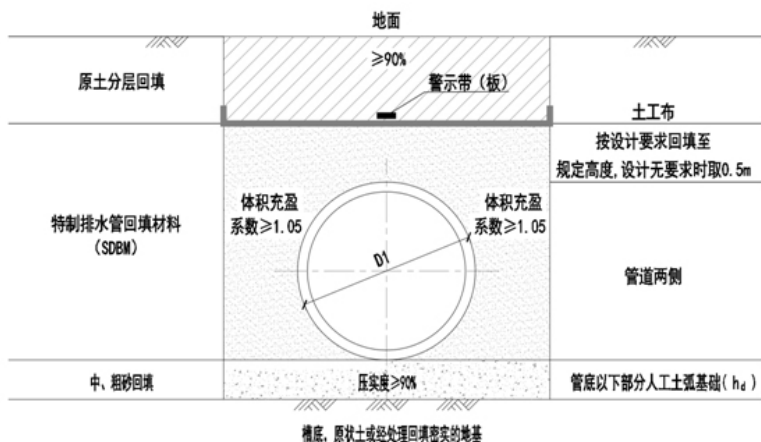 地面
≥90%
原土分层回填
警示带（板）
土工布
按设计要求回填至
规定高度,设计无要求时取0.5m
体积充盈
系数≥1.05
体积充盈
系数≥1.05
特制排水管回填材料
(SDBM)
D1
管道两侧
中、粗砂回填
压实度≥90%
管底以下部分人工土弧基础(hd)
槽底，原状土或经处理回填密实的地基